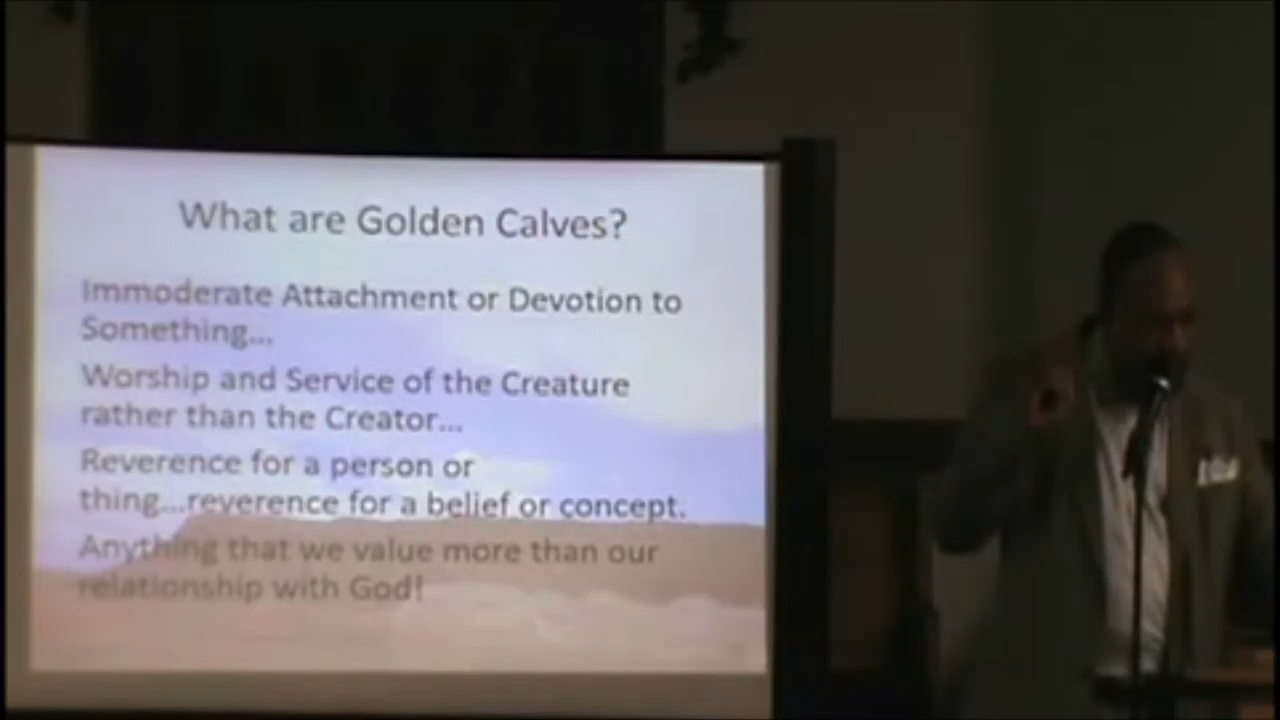 What are Golden Calves?
Immoderate Attachment or Devotion to
Something...
Worship and Service of the Creature
rather than the Creator...
Reverence for a person or
thing...reverence for a belief or concept.
Anything that we value more than our
relationship with God!